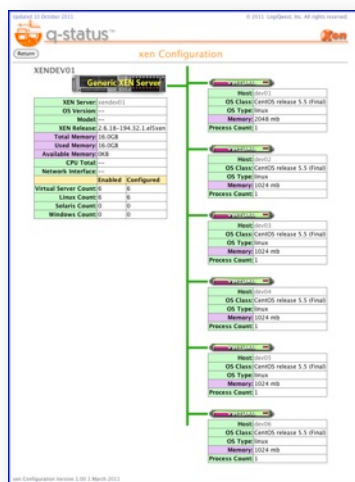 Updated 10 October 2011
© 2011 LogiQwest, Inc. All rights reserved.
q-status™
Xen
Return
xen Configuration
XENDEV01
Generic XEN Server
XEN Server: xendev01
OS Version: --
Model: --
XEN Release: 2.6.18-194.32.1.el5xen
Total Memory: 16.0GB
Used Memory: 16.0GB
Available Memory: 0KB
CPU Total: --
Network Interface: --
Enabled Configured
Virtual Server Count: 6 6
Linux Count: 6 6
Solaris Count: 0 0
Windows Count: 0 0
Host: dev01
OS Class: CentOS release 5.5 (Final)
OS Type: linux
Memory: 2048 mb
Process Count: 1
Host: dev02
OS Class: CentOS release 5.5 (Final)
OS Type: linux
Memory: 1024 mb
Process Count: 1
Host: dev03
OS Class: CentOS release 5.5 (Final)
OS Type: linux
Memory: 1024 mb
Process Count: 1
Host: dev04
OS Class: CentOS release 5.5 (Final)
OS Type: linux
Memory: 1024 mb
Process Count: 1
Host: dev05
OS Class: CentOS release 5.5 (Final)
OS Type: linux
Memory: 1024 mb
Process Count: 1
Host: dev06
OS Class: CentOS release 5.5 (Final)
OS Type: linux
Memory: 1024 mb
Process Count: 1
xen Configuration Version 1.00 1 March 2011